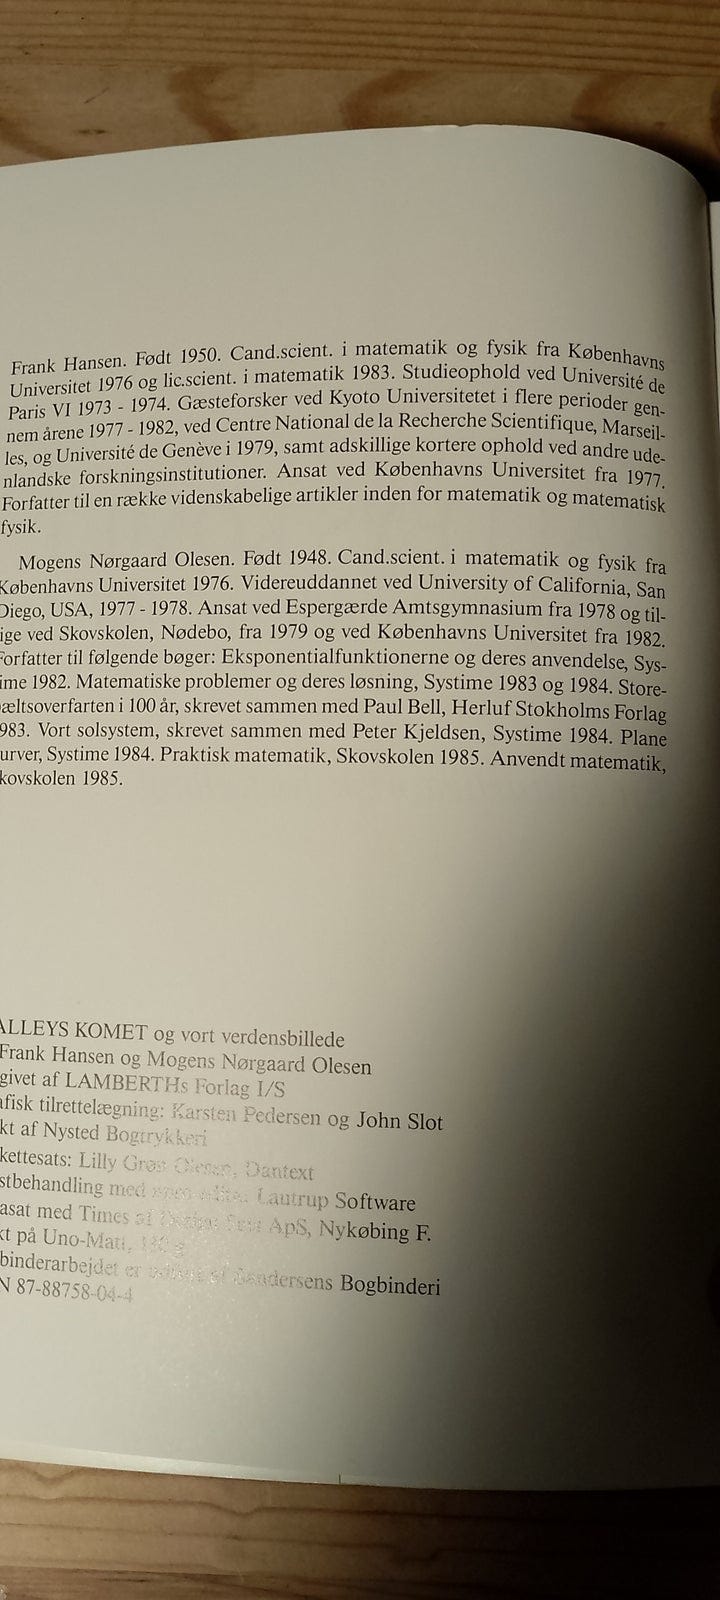 Frank Hansen. Født 1950. Cand.scient. i matematik og fysik fra Københavns
Universitet 1976 og lic.scient. i matematik 1983. Studieophold ved Université de
Paris VI 1973 - 1974. Gæsteforsker ved Kyoto Universitetet i flere perioder gen-
nem årene 1977 - 1982, ved Centre National de la Recherche Scientifique, Marseil-
les, og Université de Genève i 1979, samt adskillige kortere ophold ved andre ude-
nlandske forskningsinstitutioner. Ansat ved Københavns Universitet fra 1977.
Forfatter til en række videnskabelige artikler inden for matematik og matematisk
fysik.
Mogens Nørgaard Olesen. Født 1948. Cand.scient. i matematik og fysik fra
Københavns Universitet 1976. Videreuddannet ved University of California, San
Diego, USA, 1977 - 1978. Ansat ved Espergærde Amtsgymnasium fra 1978 og til-
ige ved Skovskolen, Nødebo, fra 1979 og ved Københavns Universitet fra 1982.
Forfatter til følgende bøger: Eksponentialfunktionerne og deres anvendelse, Sys-
ime 1982. Matematiske problemer og deres løsning, Systime 1983 og 1984. Store-
æltsoverfarten i 100 år, skrevet sammen med Paul Bell, Herluf Stokholms Forlag
983. Vort solsystem, skrevet sammen med Peter Kjeldsen, Systime 1984. Plane
urver, Systime 1984. Praktisk matematik, Skovskolen 1985. Anvendt matematik,
kovskolen 1985.
ALLEYS KOMET og vort verdensbillede
Frank Hansen og Mogens Nørgaard Olesen
givet af LAMBERTHs Forlag I/S
afisk tilrettelægning: Karsten Pedersen og John Slot
kt af Nysted Bogtrykkeri
kettesats: Lilly Grøn Olesen, Dantext
stbehandling med Lautrup Software
asat med Times af ApS, Nykøbing F.
kt på Uno-Matt, 130 g
binderarbejdet er udført af Sandersens Bogbinderi
N 87-88758-04-4